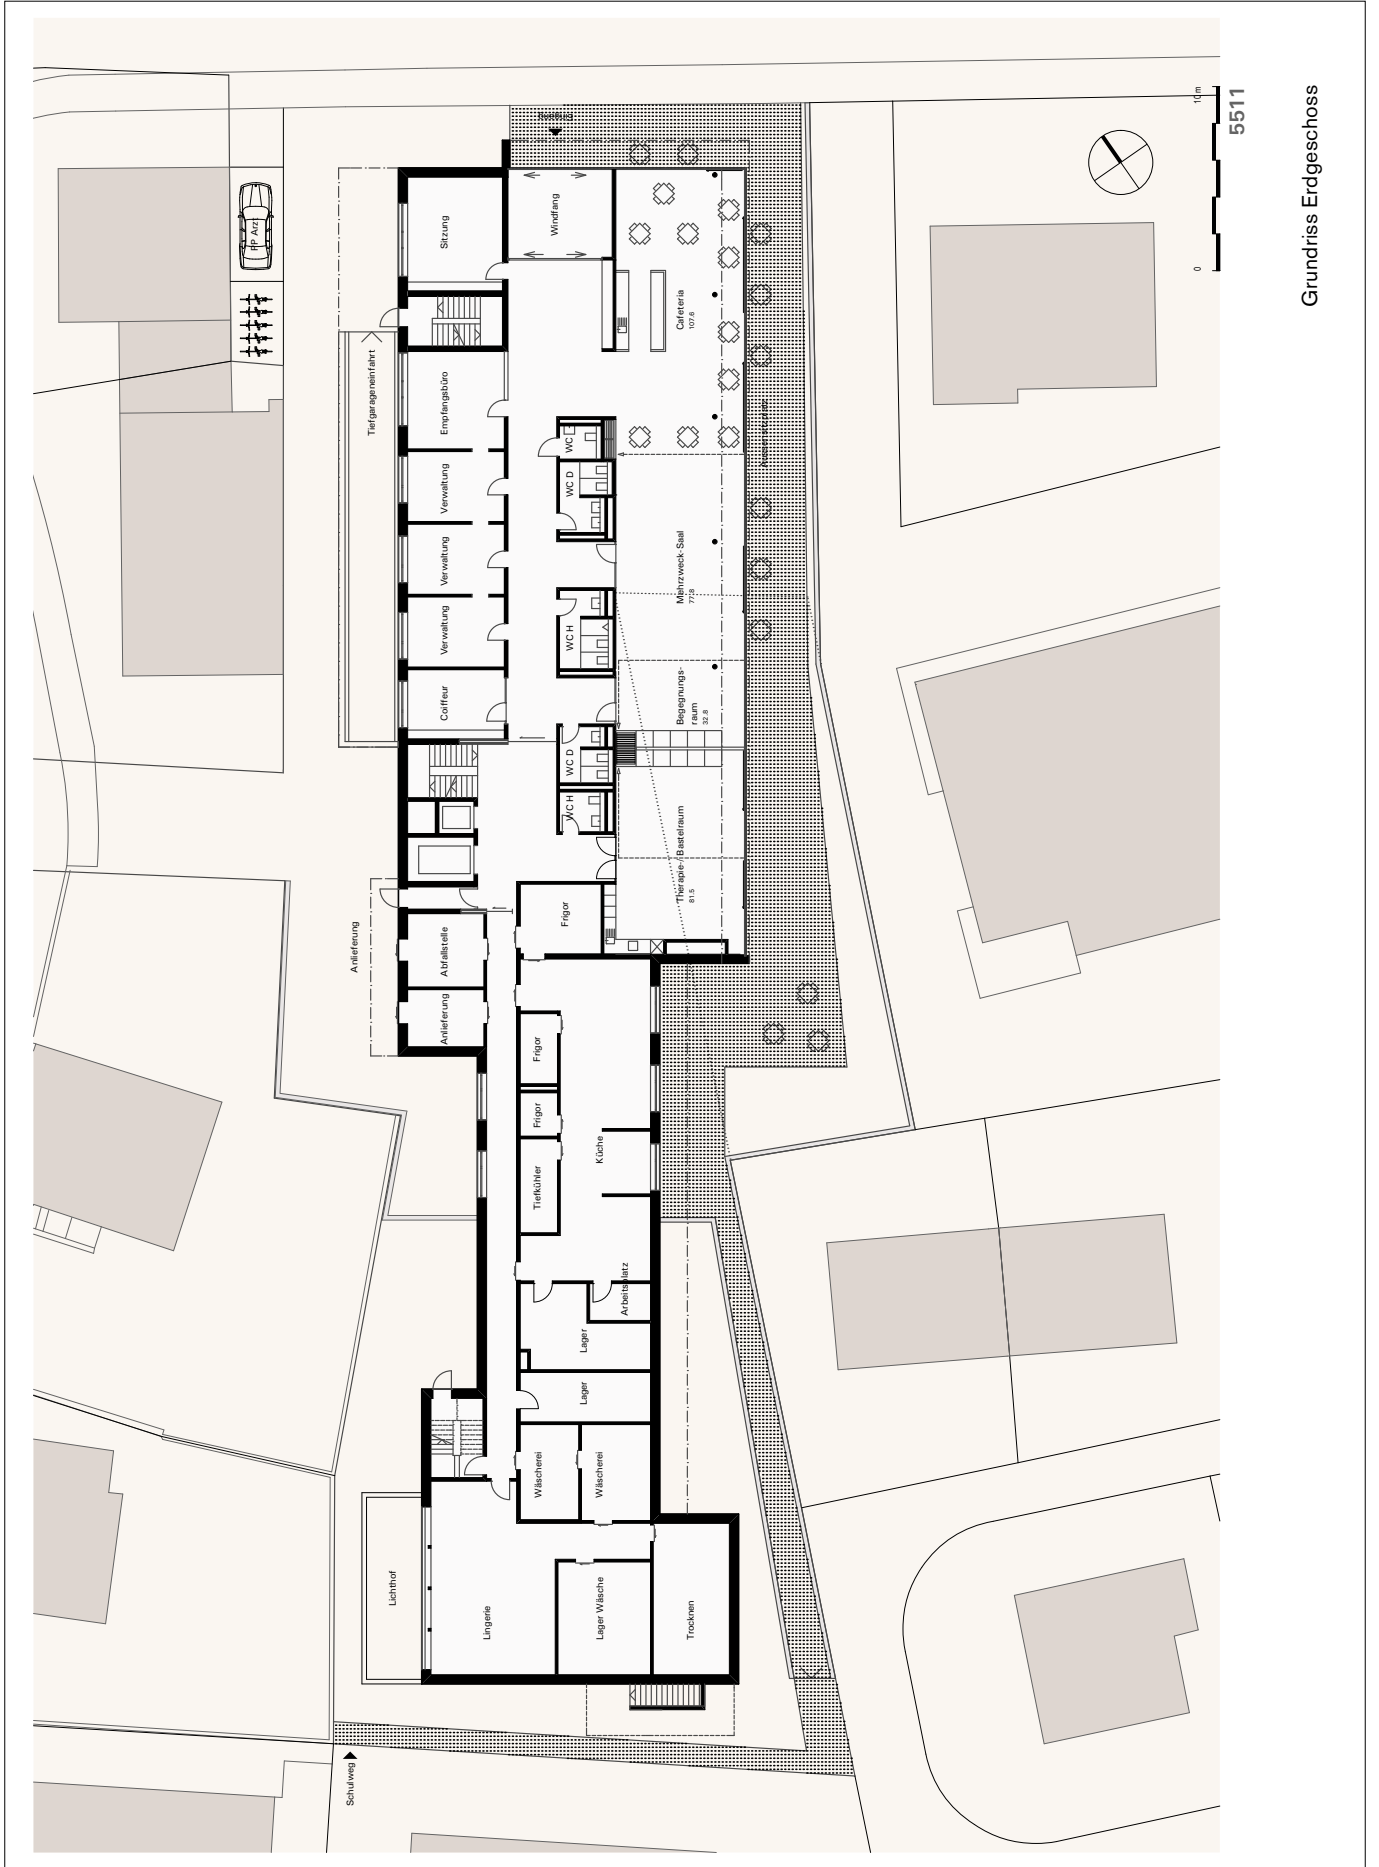 Eingang
10 m
5511
Grundriss Erdgeschoss
0
PP Arzt
Sitzung
Windfang
Cafeteria
107.6
Tiefgarageneinfahrt
Empfangsbüro
WC
Aussensitzplatz
Verwaltung
WC D
Verwaltung
Mehrzweck-Saal
77.8
Verwaltung
WC H
Coiffeur
Begegnungs-
raum
32.8
WC D
WC H
Therapie-/ Bastelraum
81.5
Frigor
Anlieferung
Abfallstelle
Anlieferung
Frigor
Frigor
Küche
Tiefkühler
Arbeitsplatz
Lager
Lager
Wäscherei
Wäscherei
Lichthof
Lingerie
Lager Wäsche
Trocknen
Schulweg